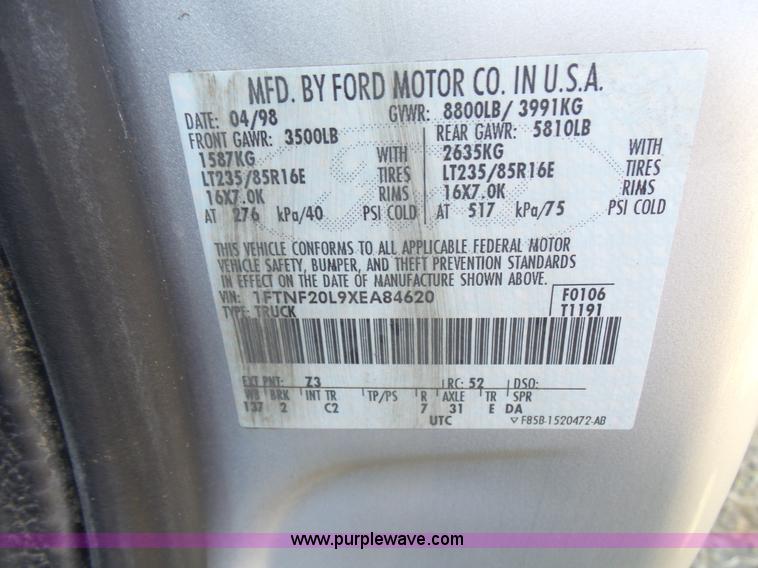 MFD. BY FORD MOTOR CO. IN U.S.A.
DATE: 04/98 GVWR: 8800LB/ 3991KG
FRONT GAWR: 3500LB REAR GAWR: 5810LB
1587KG WITH 2635KG WITH
LT235/85R16E TIRES LT235/85R16E TIRES
16X7.0K RIMS 16X7.0K RIMS
AT 276 kPa/40 PSI COLD AT 517 kPa/75 PSI COLD
THIS VEHICLE CONFORMS TO ALL APPLICABLE FEDERAL MOTOR
VEHICLE SAFETY, BUMPER, AND THEFT PREVENTION STANDARDS
IN EFFECT ON THE DATE OF MANUFACTURE SHOWN ABOVE.
VIN: 1FTNF20L9XEA84620 F0106
TYPE: TRUCK T1191
EXT PNT: Z3 RC: 52 DSO:
WB BRK INT TR TP/PS R AXLE TR SPR
137 2 C2 7 31 E DA
UTC F85B-1520472-AB
www.purplewave.com